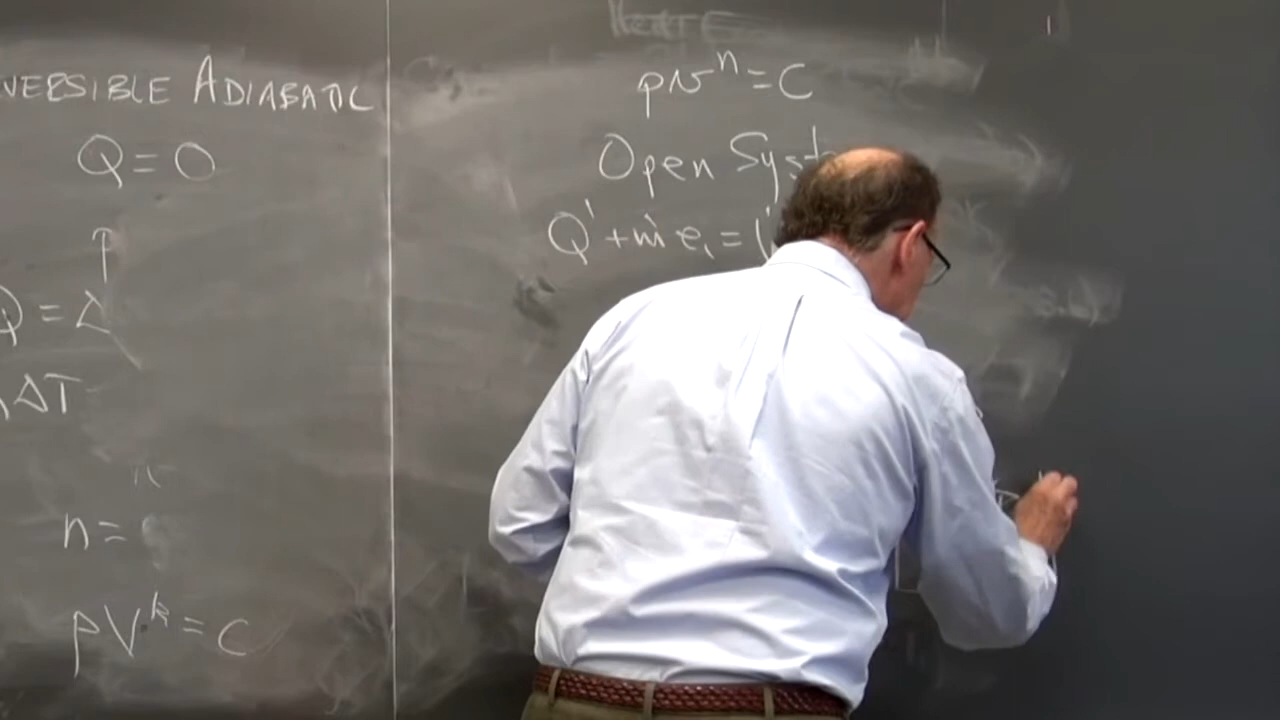 VERSIBLE ADIABATIC
Q = 0
Q = Δ
ΔT
n =
pV^k = C
pv^n = C
Open Syst
Q' + ṁ e₁ =